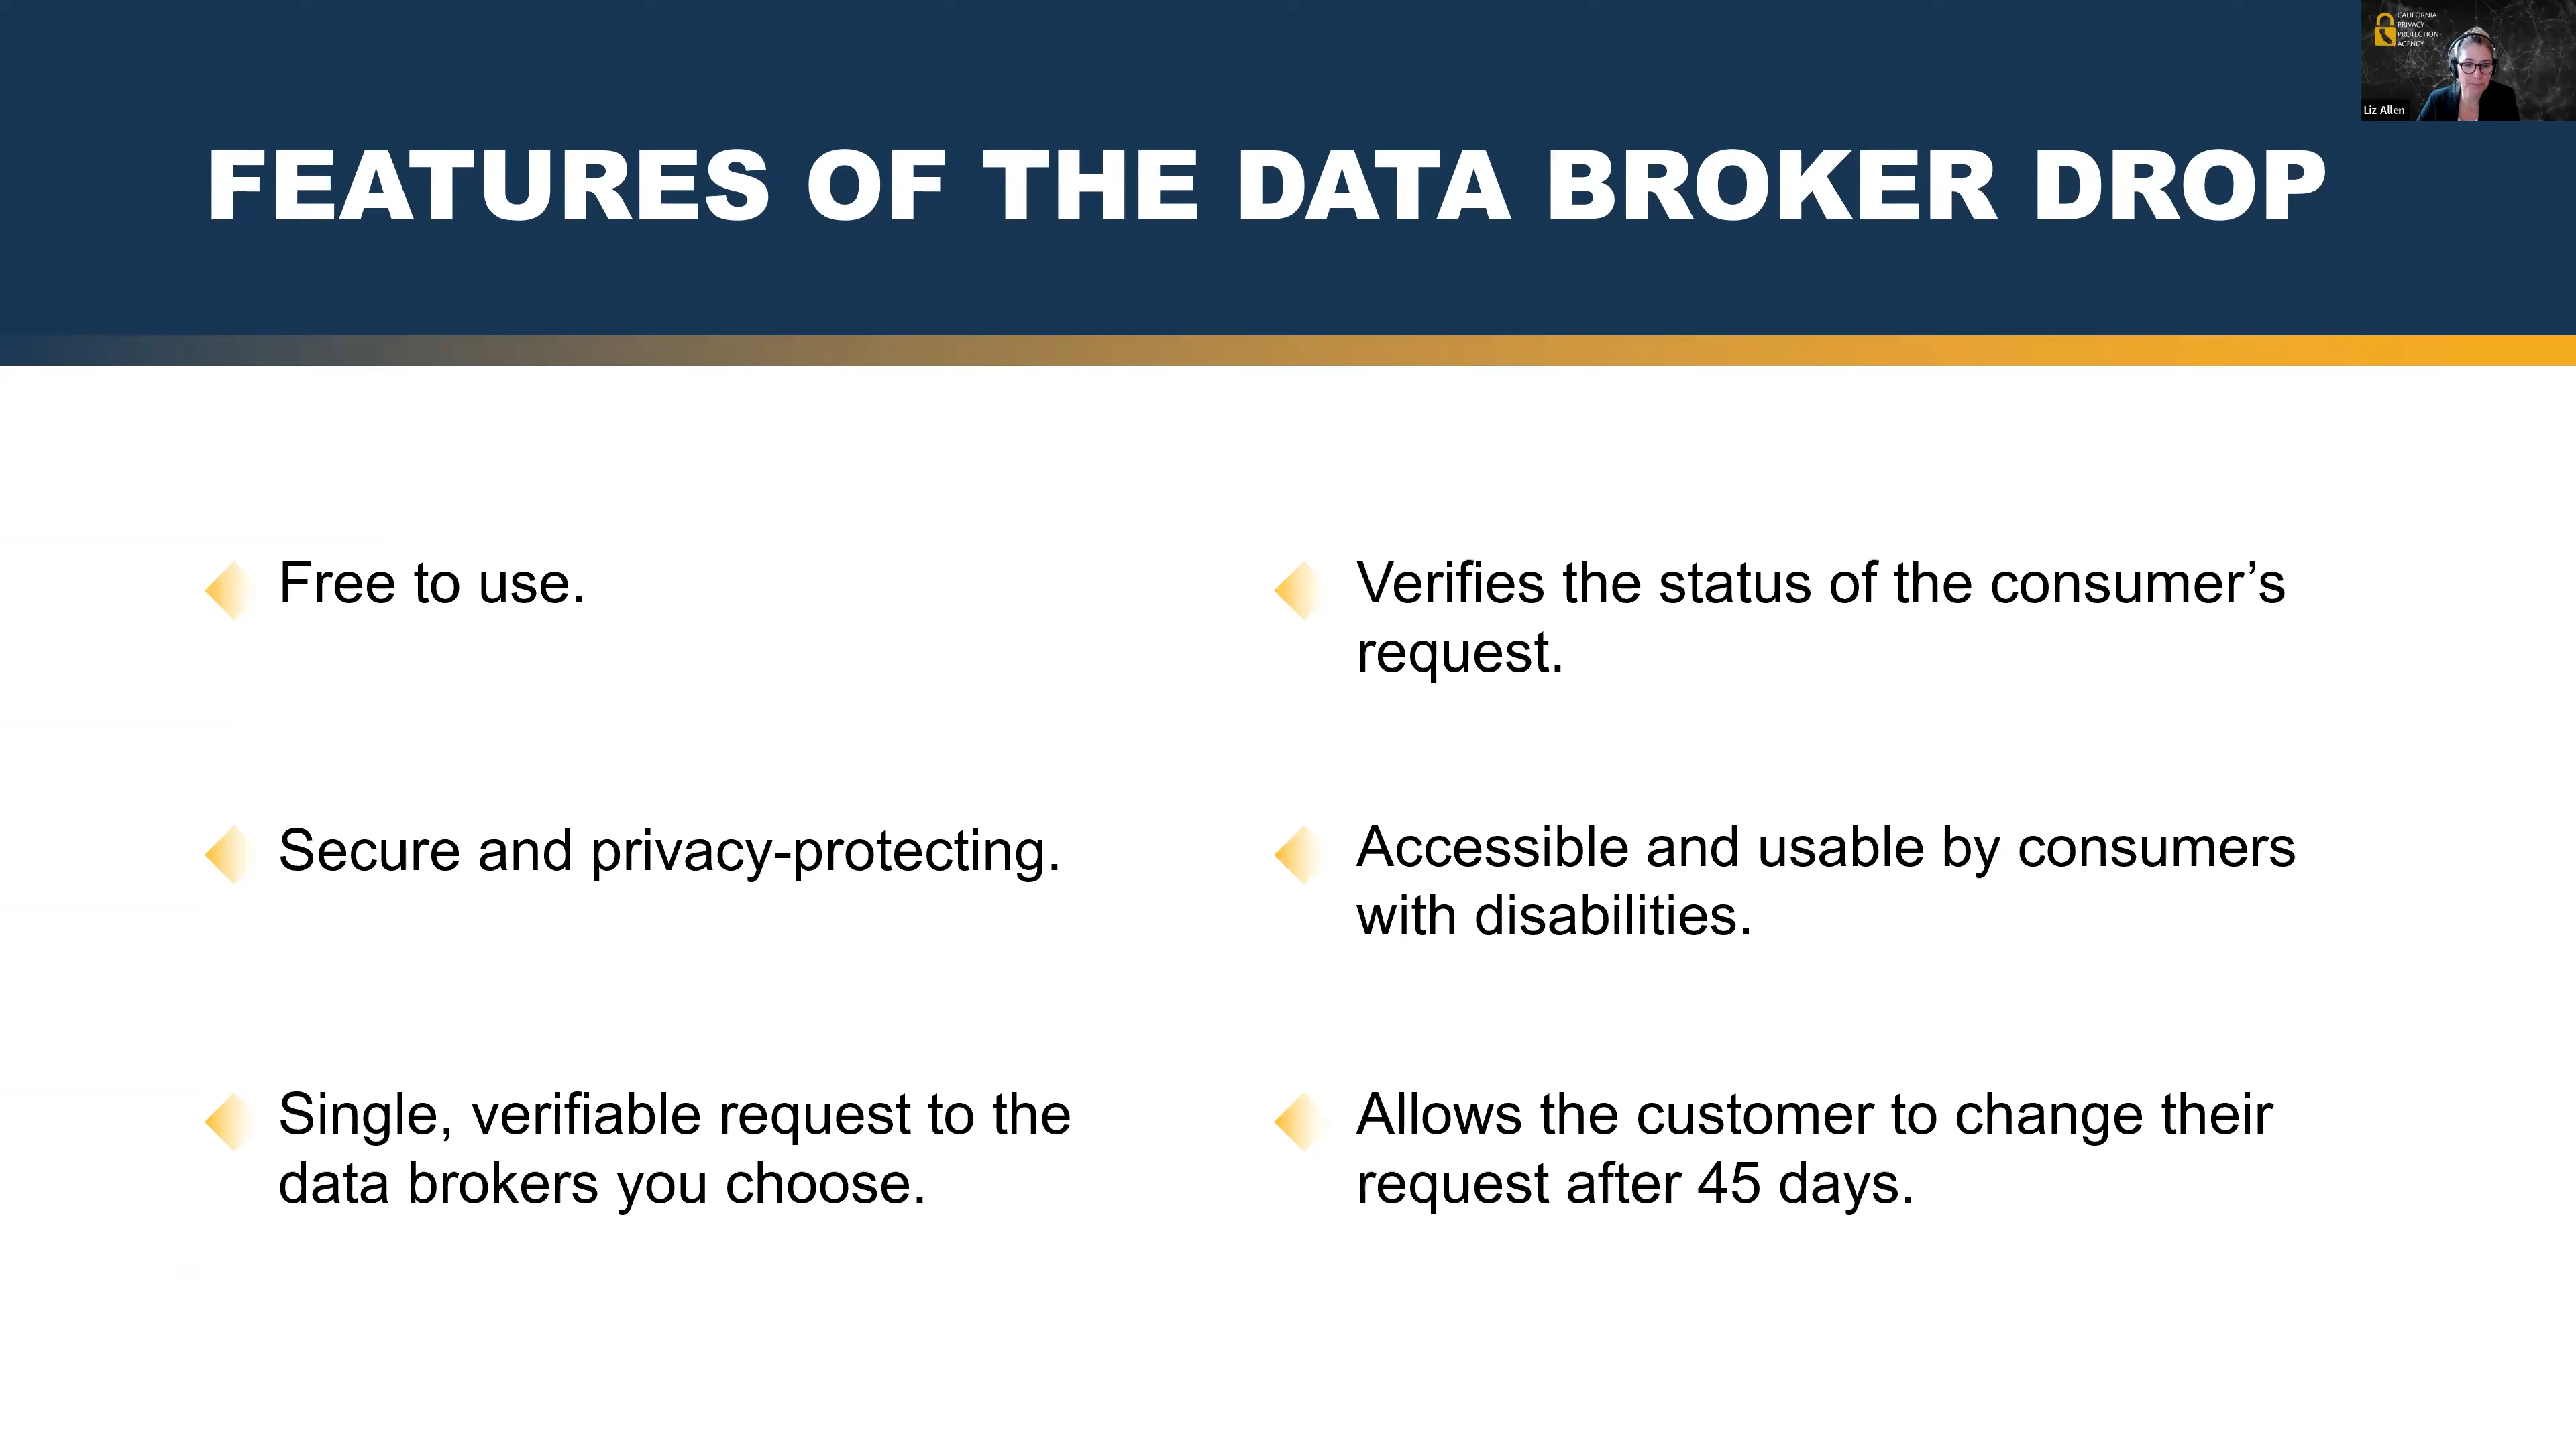 CALIFORNIA
PRIVACY
PROTECTION
AGENCY
Liz Allen
FEATURES OF THE DATA BROKER DROP
Free to use.
Secure and privacy-protecting.
Single, verifiable request to the
data brokers you choose.
Verifies the status of the consumer’s
request.
Accessible and usable by consumers
with disabilities.
Allows the customer to change their
request after 45 days.